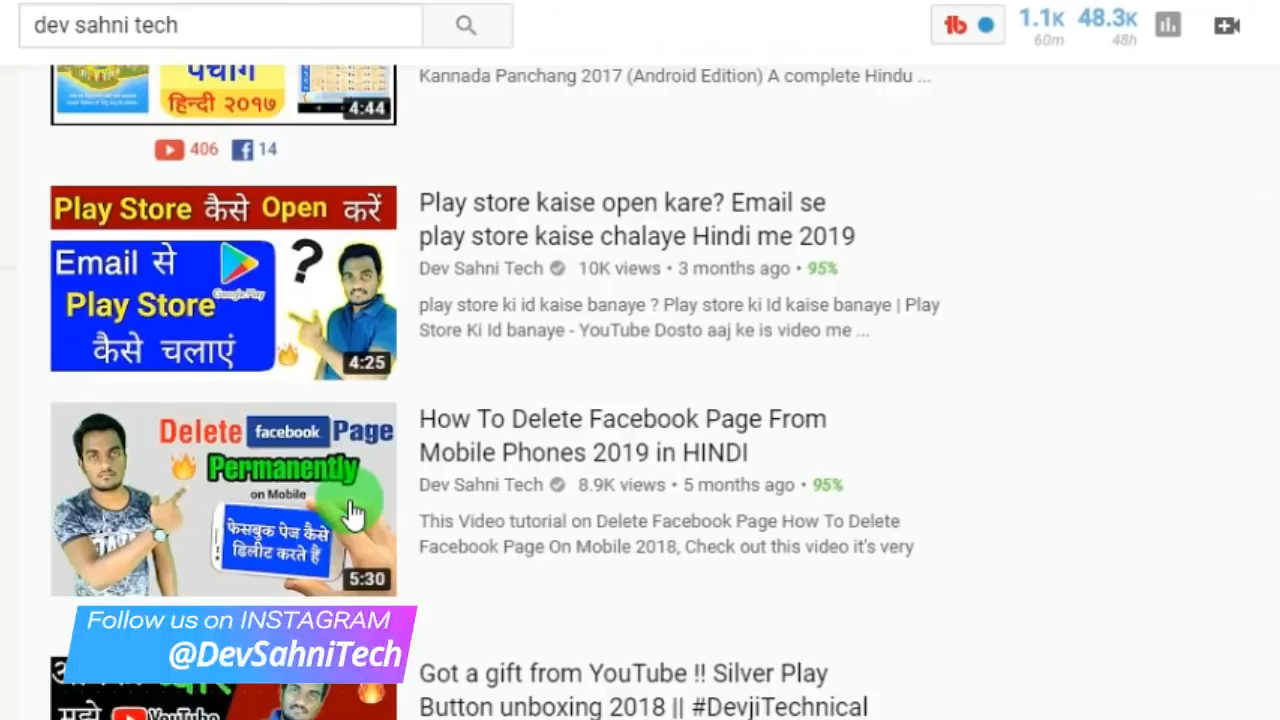 dev sahni tech
1.1K
60m
48.3K
48h
पंचांग
हिन्दी २०१७
4:44
Kannada Panchang 2017 (Android Edition) A complete Hindu ...
406
14
Play Store कैसे Open करें
Email से
Play Store
कैसे चलाएं
Google Play
?
4:25
Play store kaise open kare? Email se
play store kaise chalaye Hindi me 2019
Dev Sahni Tech 10K views • 3 months ago • 95%
play store ki id kaise banaye ? Play store ki Id kaise banaye | Play
Store Ki Id banaye - YouTube Dosto aaj ke is video me ...
Delete facebook Page
Permanently
on Mobile
फेसबुक पेज कैसे
डिलीट करते हैं
5:30
How To Delete Facebook Page From
Mobile Phones 2019 in HINDI
Dev Sahni Tech 8.9K views • 5 months ago • 95%
This Video tutorial on Delete Facebook Page How To Delete
Facebook Page On Mobile 2018, Check out this video it's very
Follow us on INSTAGRAM
@DevSahniTech
YouTube
Got a gift from YouTube !! Silver Play
Button unboxing 2018 || #DevjiTechnical